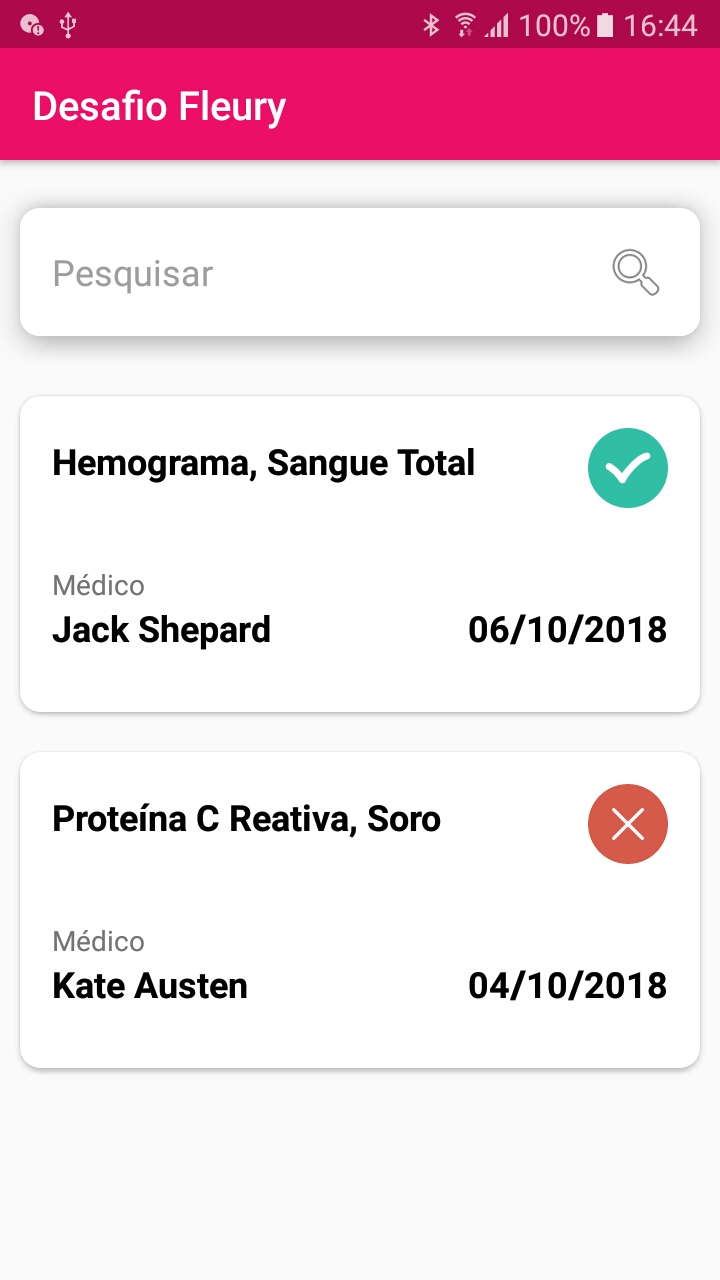 100% 16:44
Desafio Fleury
Pesquisar
Hemograma, Sangue Total
Médico
Jack Shepard 06/10/2018
Proteína C Reativa, Soro
Médico
Kate Austen 04/10/2018